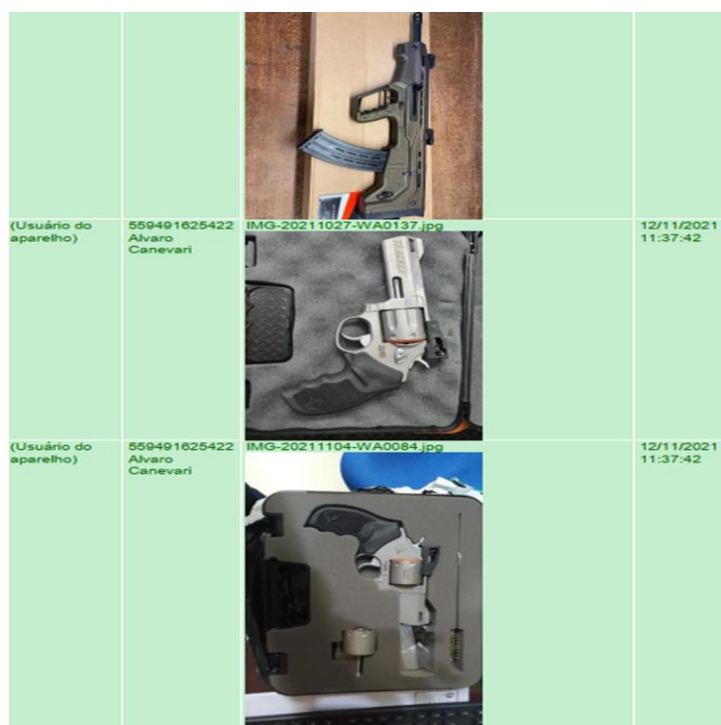 (Usuário do
aparelho)
559491625422
Alvaro
Canevari
IMG-20211027-WA0137.jpg
12/11/2021
11:37:42
TRACKER
(Usuário do
aparelho)
559491625422
Alvaro
Canevari
IMG-20211104-WA0084.jpg
12/11/2021
11:37:42